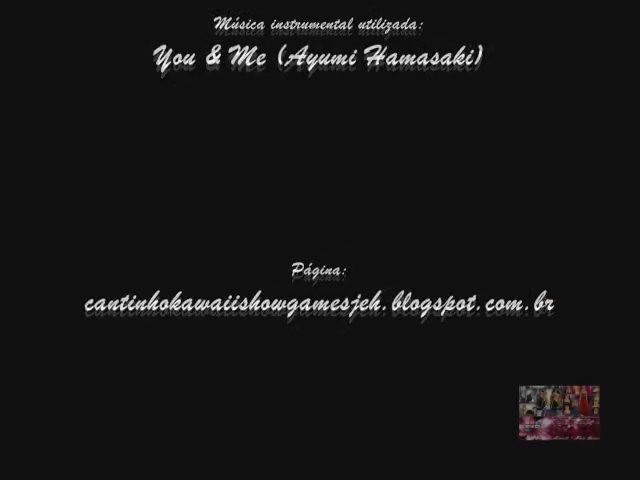 Música instrumental utilizada:
You & Me (Ayumi Hamasaki)
Página:
cantinhokawaiishowgamesjeh.blogspot.com.br